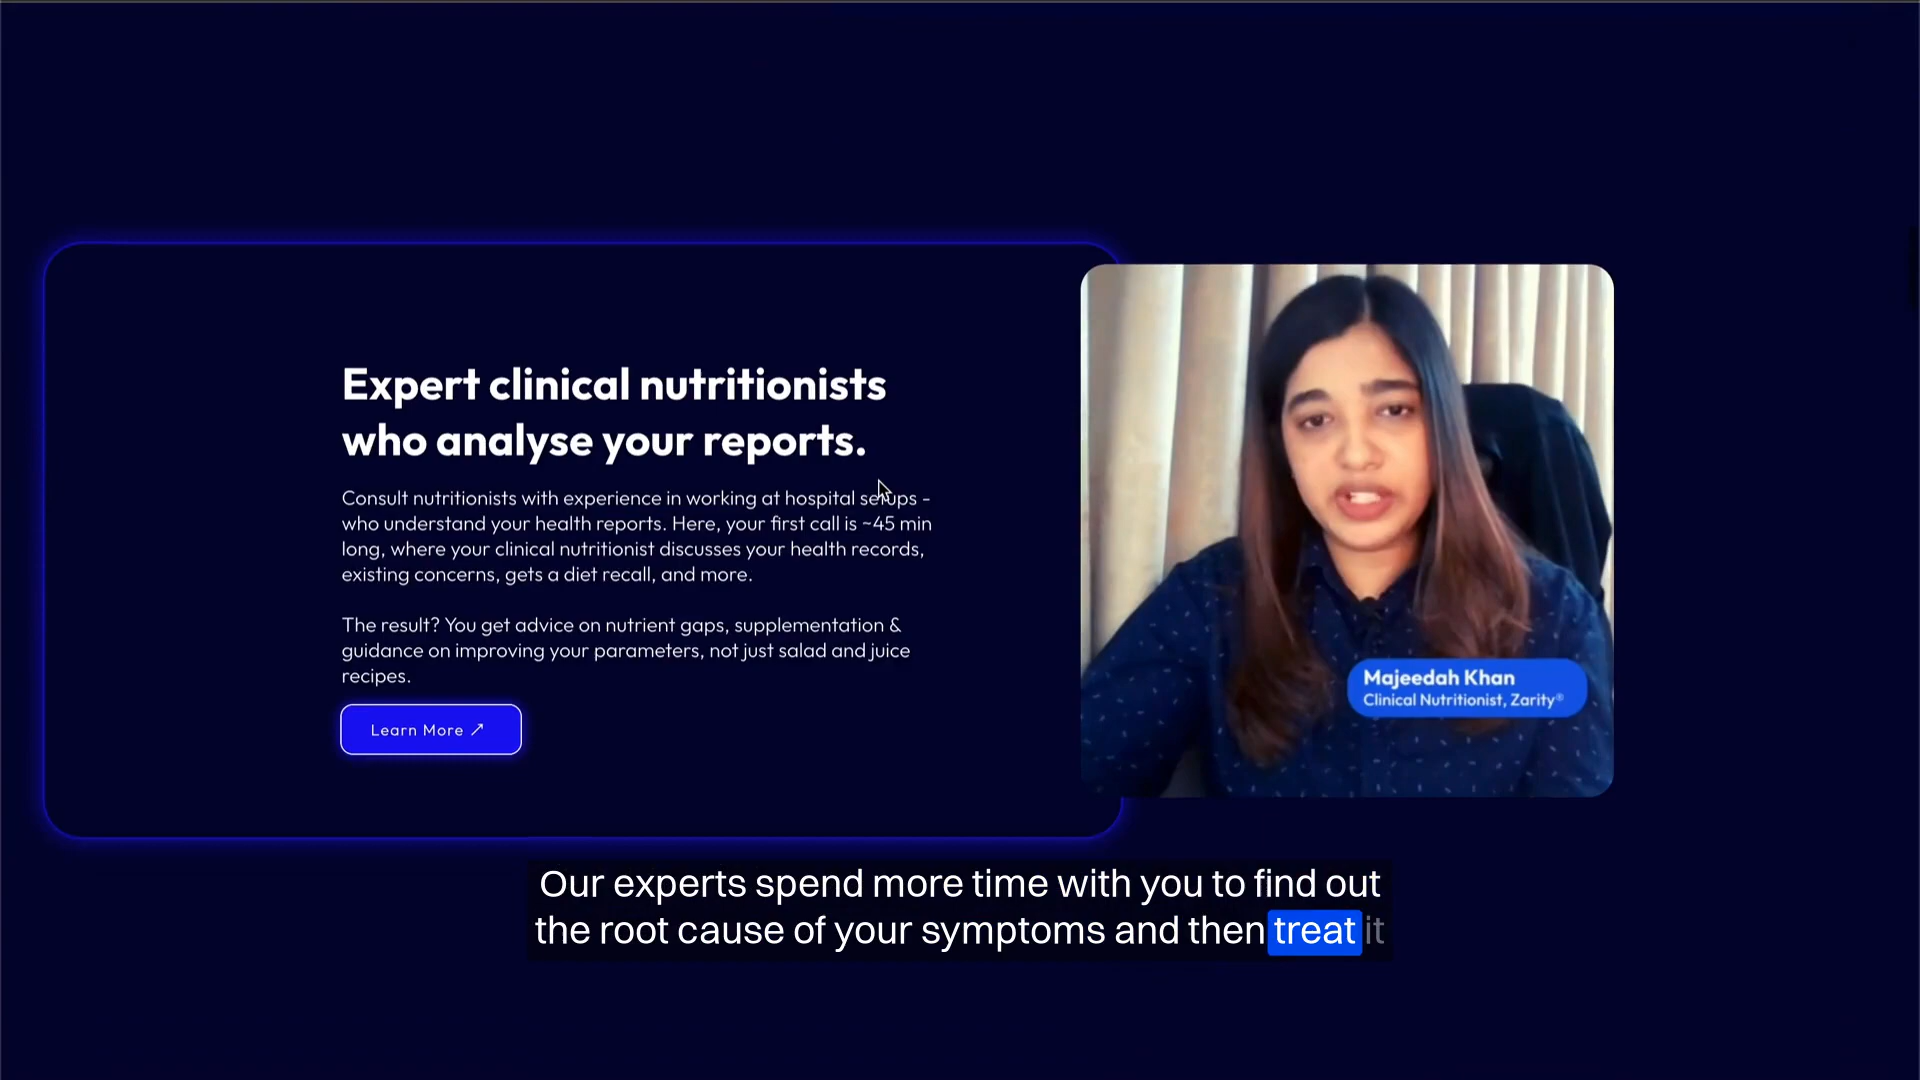 Expert clinical nutritionists
who analyse your reports.
Consult nutritionists with experience in working at hospital setups -
who understand your health reports. Here, your first call is ~45 min
long, where your clinical nutritionist discusses your health records,
existing concerns, gets a diet recall, and more.
The result? You get advice on nutrient gaps, supplementation &
guidance on improving your parameters, not just salad and juice
recipes.
Learn More ↗
Majeedah Khan
Clinical Nutritionist, Zarity®
Our experts spend more time with you to find out
the root cause of your symptoms and then treat it